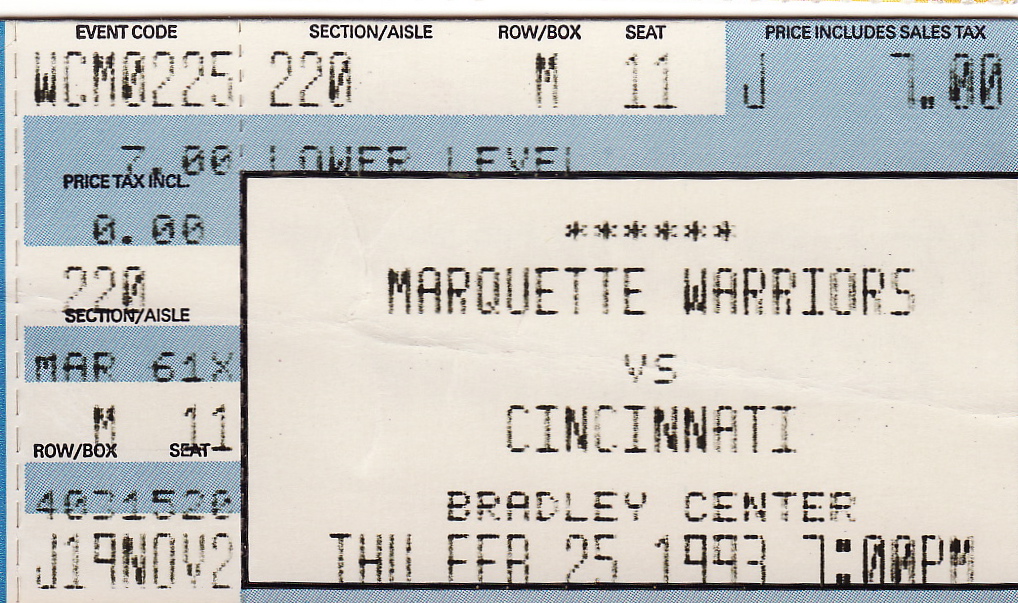 EVENT CODE SECTION/AISLE ROW/BOX SEAT PRICE INCLUDES SALES TAX
WCM0225 220 M 11 J 7.00
7.00 LOWER LEVEL
PRICE TAX INCL.
0.00
******
220
MARQUETTE WARRIORS
SECTION/AISLE
MAR 61X
VS
M 11
CINCINNATI
ROW/BOX SEAT
4031520
BRADLEY CENTER
J19NOV2
THU FEB 25 1993 7:00PM